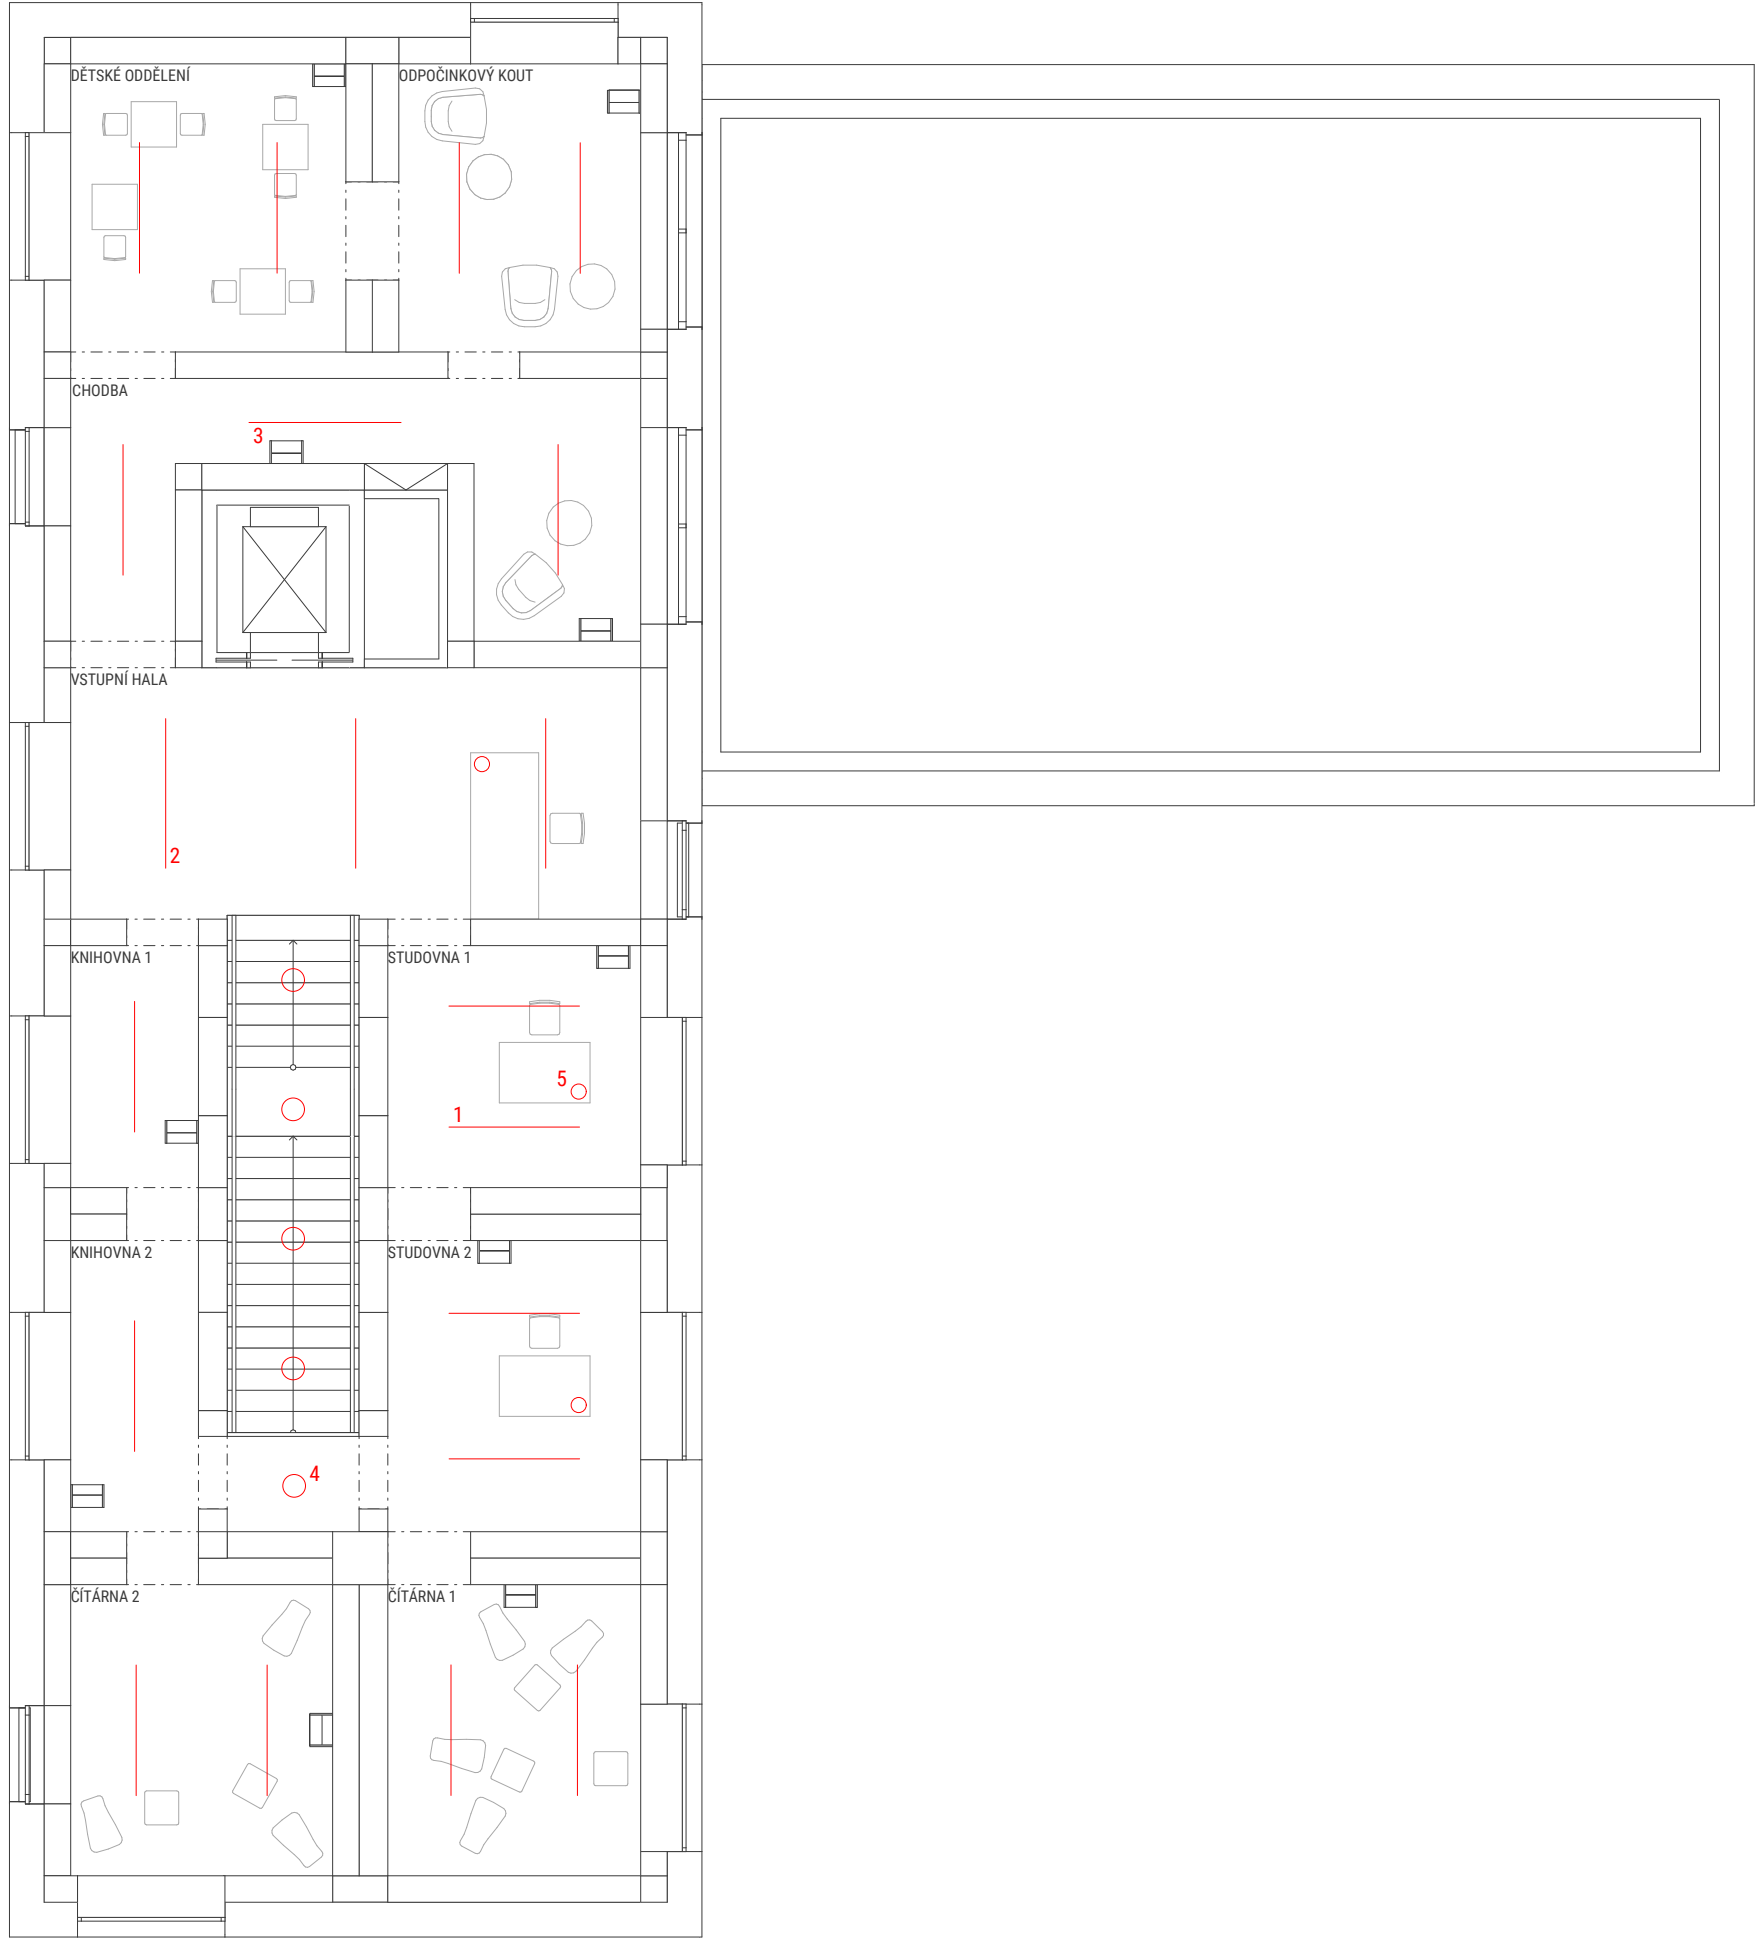 DĚTSKÉ ODDĚLENÍ
ODPOČINKOVÝ KOUT
CHODBA
3
VSTUPNÍ HALA
2
KNIHOVNA 1
STUDOVNA 1
5
1
KNIHOVNA 2
STUDOVNA 2
4
ČÍTÁRNA 2
ČÍTÁRNA 1